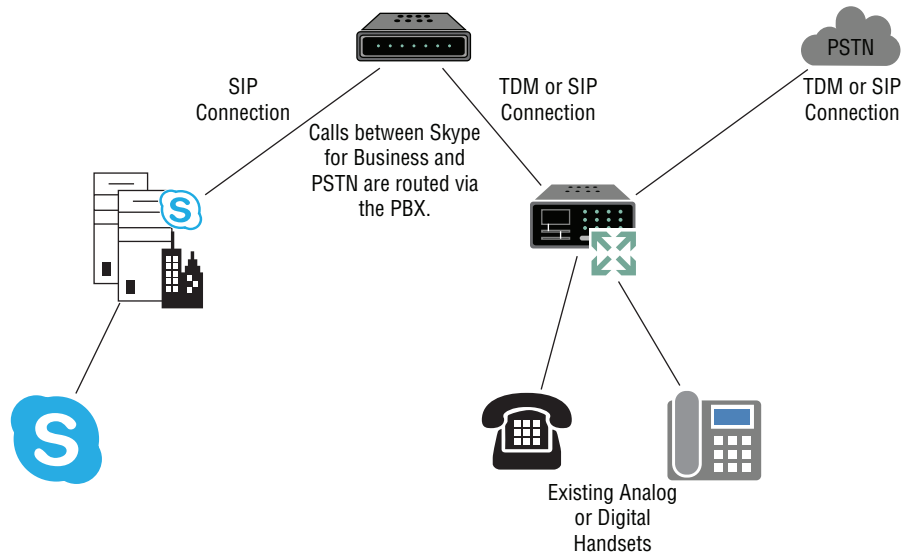 PSTN
SIP
Connection
TDM or SIP
Connection
TDM or SIP
Connection
Calls between Skype
for Business and
PSTN are routed via
the PBX.
S
S
Existing Analog
or Digital
Handsets